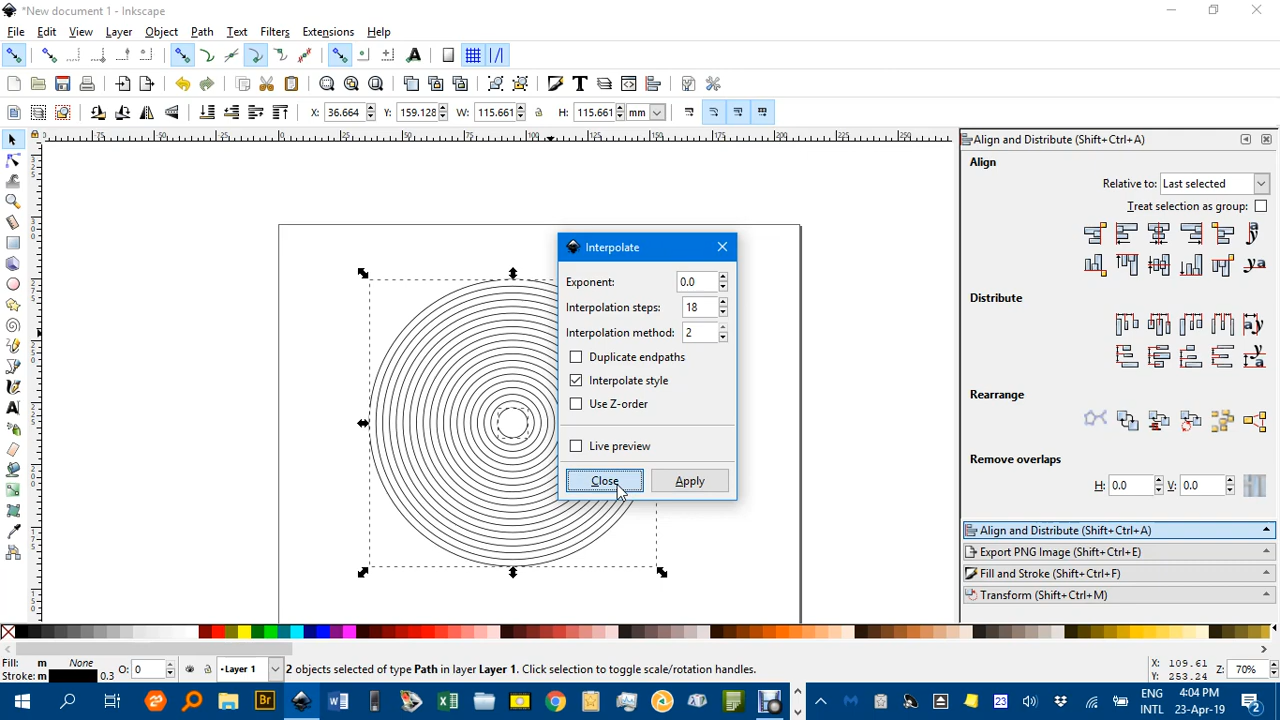 *New document 1 - Inkscape
File Edit View Layer Object Path Text Filters Extensions Help
X: 36.664 Y: 159.128 W: 115.661 H: 115.661 mm
Align and Distribute (Shift+Ctrl+A)
Align
Relative to: Last selected
Treat selection as group:
Interpolate
Exponent: 0.0
Interpolation steps: 18
Interpolation method: 2
Duplicate endpaths
Interpolate style
Use Z-order
Live preview
Close Apply
Distribute
Rearrange
Remove overlaps
H: 0.0 V: 0.0
Align and Distribute (Shift+Ctrl+A)
Export PNG Image (Shift+Ctrl+E)
Fill and Stroke (Shift+Ctrl+F)
Transform (Shift+Ctrl+M)
Fill: m None O: 0 Layer 1 2 objects selected of type Path in layer Layer 1. Click selection to toggle scale/rotation handles. X: 109.61 Z: 70%
Stroke: m 0.3 Y: 253.24
ENG 4:04 PM
INTL 23-Apr-19